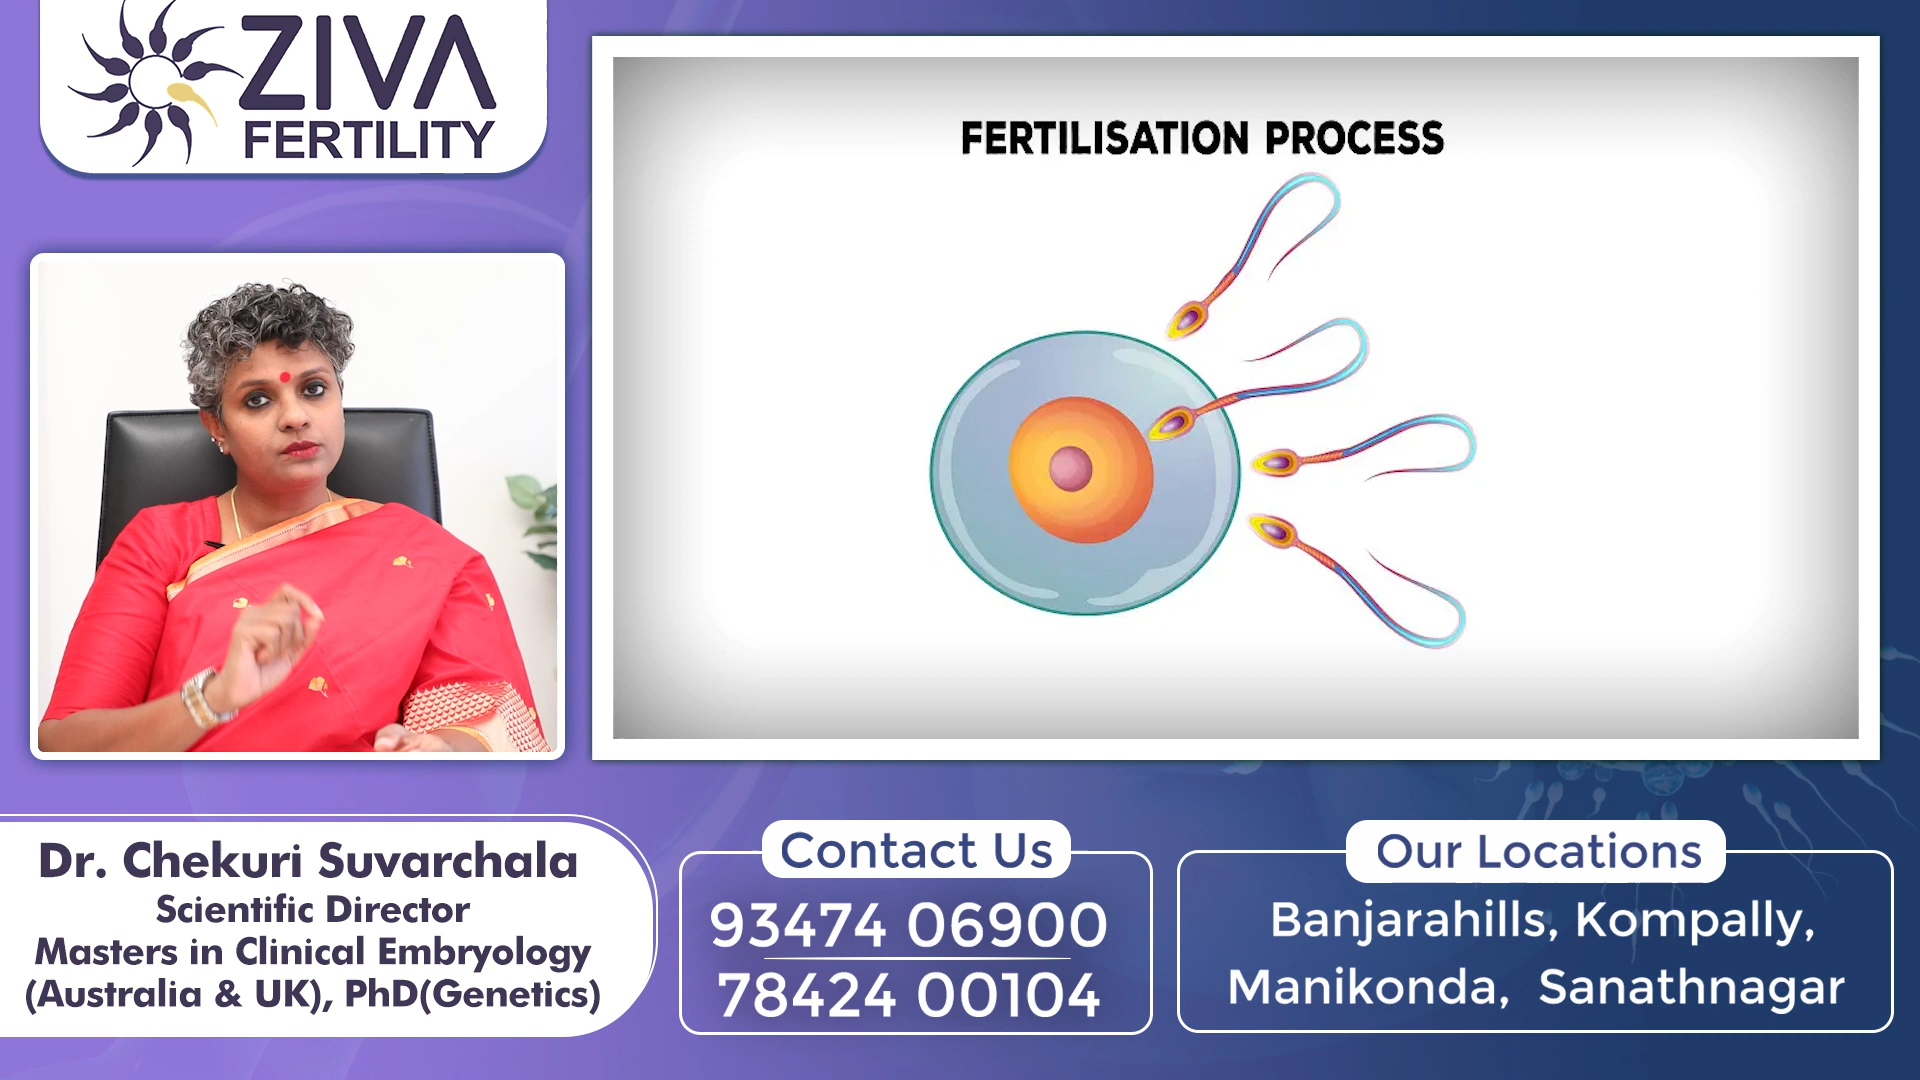 ZIVA
FERTILITY
FERTILISATION PROCESS
Dr. Chekuri Suvarchala
Scientific Director
Masters in Clinical Embryology
(Australia & UK), PhD(Genetics)
Contact Us
93474 06900
78424 00104
Our Locations
Banjarahills, Kompally,
Manikonda, Sanathnagar